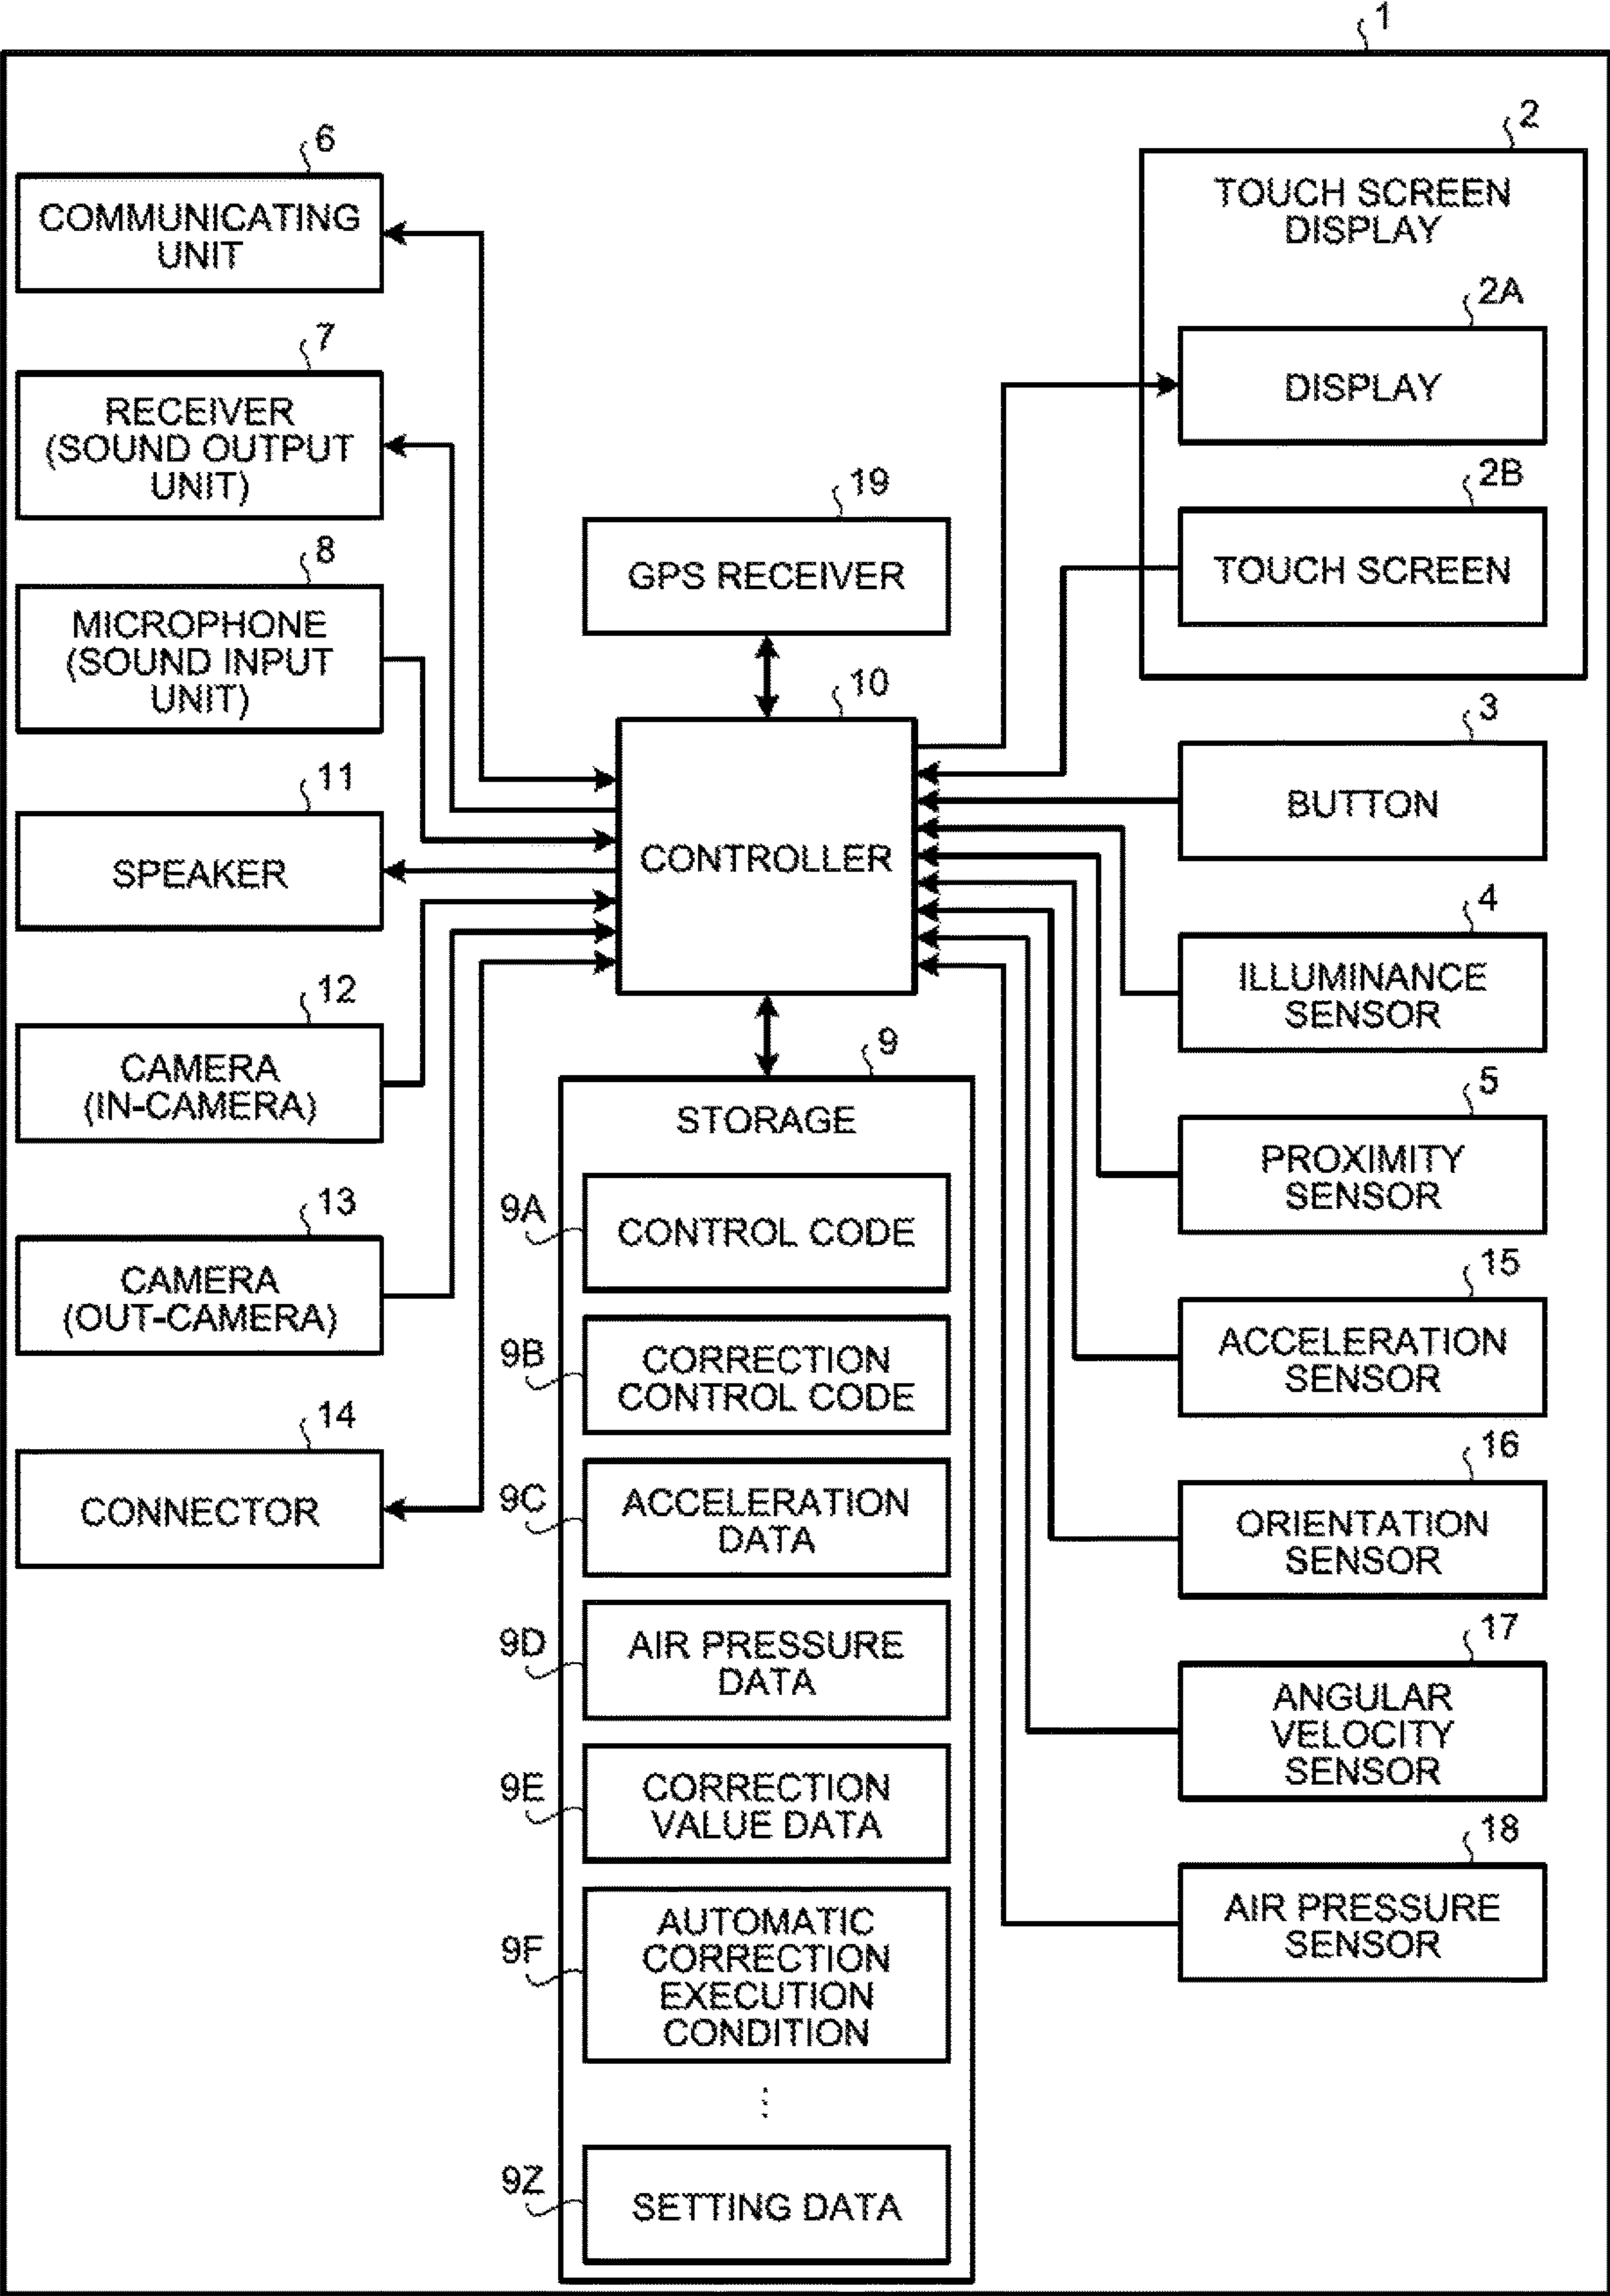 1
6
COMMUNICATING
UNIT
7
RECEIVER
(SOUND OUTPUT
UNIT)
8
MICROPHONE
(SOUND INPUT
UNIT)
11
SPEAKER
12
CAMERA
(IN-CAMERA)
13
CAMERA
(OUT-CAMERA)
14
CONNECTOR
19
GPS RECEIVER
10
CONTROLLER
9
STORAGE
9A
CONTROL CODE
9B
CORRECTION
CONTROL CODE
9C
ACCELERATION
DATA
9D
AIR PRESSURE
DATA
9E
CORRECTION
VALUE DATA
9F
AUTOMATIC
CORRECTION
EXECUTION
CONDITION
⋮
9Z
SETTING DATA
2
TOUCH SCREEN
DISPLAY
2A
DISPLAY
2B
TOUCH SCREEN
3
BUTTON
4
ILLUMINANCE
SENSOR
5
PROXIMITY
SENSOR
15
ACCELERATION
SENSOR
16
ORIENTATION
SENSOR
17
ANGULAR
VELOCITY
SENSOR
18
AIR PRESSURE
SENSOR